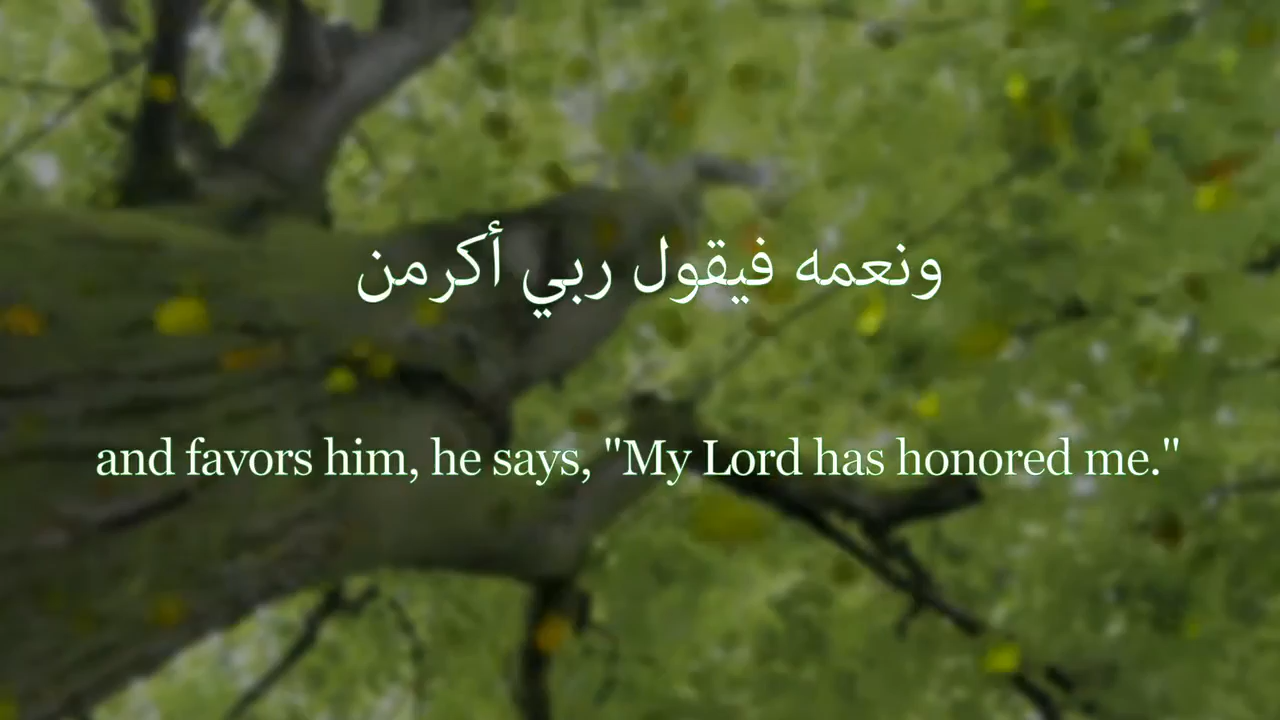 ونعمه فيقول ربي أكرمن
and favors him, he says, "My Lord has honored me."